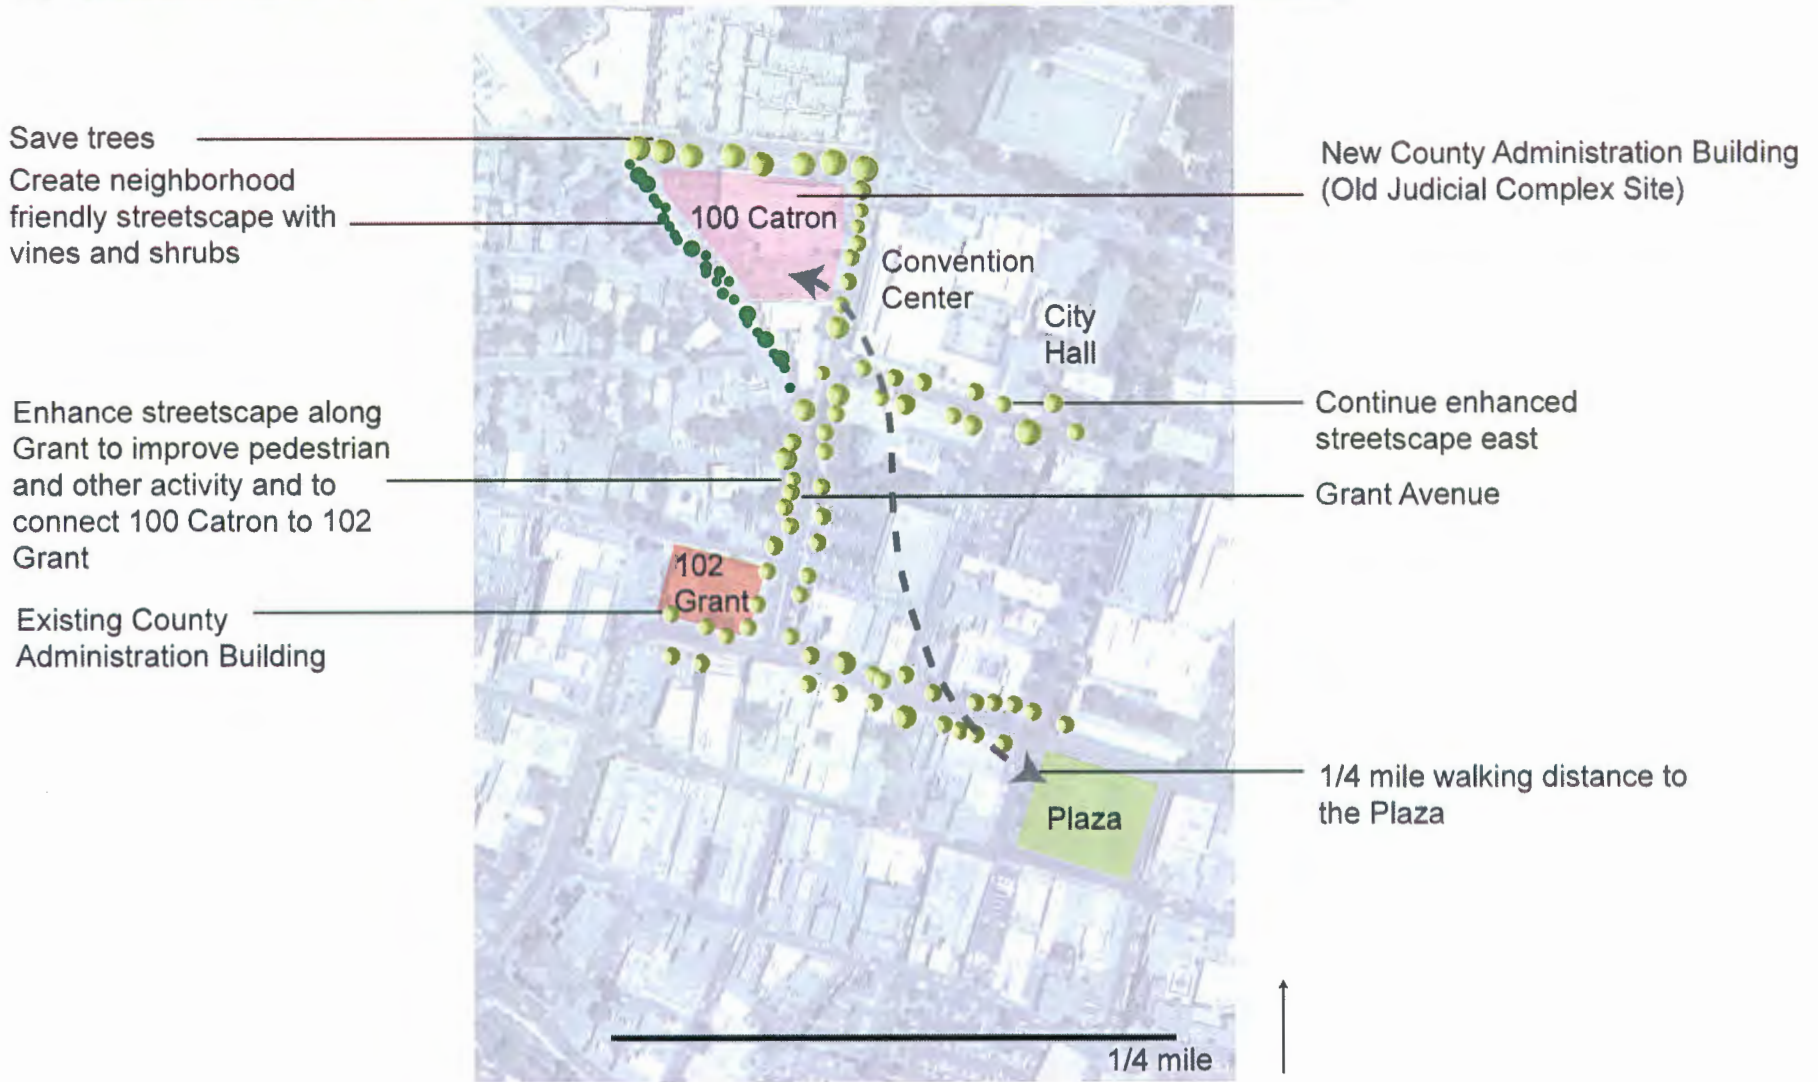 Save trees
Create neighborhood
friendly streetscape with
vines and shrubs
Enhance streetscape along
Grant to improve pedestrian
and other activity and to
connect 100 Catron to 102
Grant
Existing County
Administration Building
100 Catron
Convention
Center
City
Hall
102
Grant
Plaza
1/4 mile
New County Administration Building
(Old Judicial Complex Site)
Continue enhanced
streetscape east
Grant Avenue
1/4 mile walking distance to
the Plaza